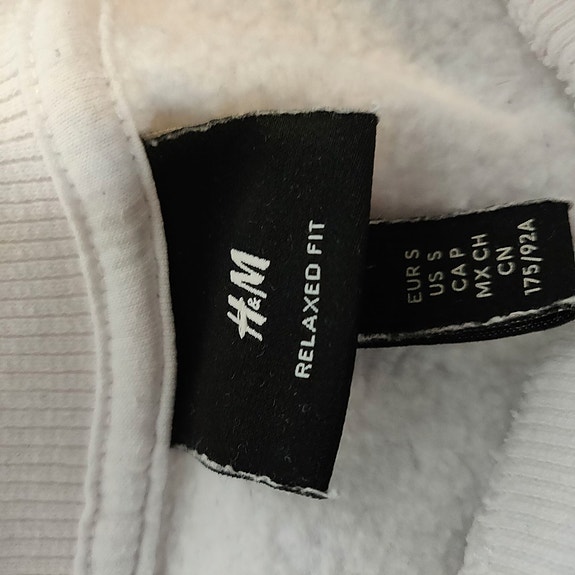 H&M
RELAXED FIT
EUR S
US S
CA P
MX CH
CN
175/92A